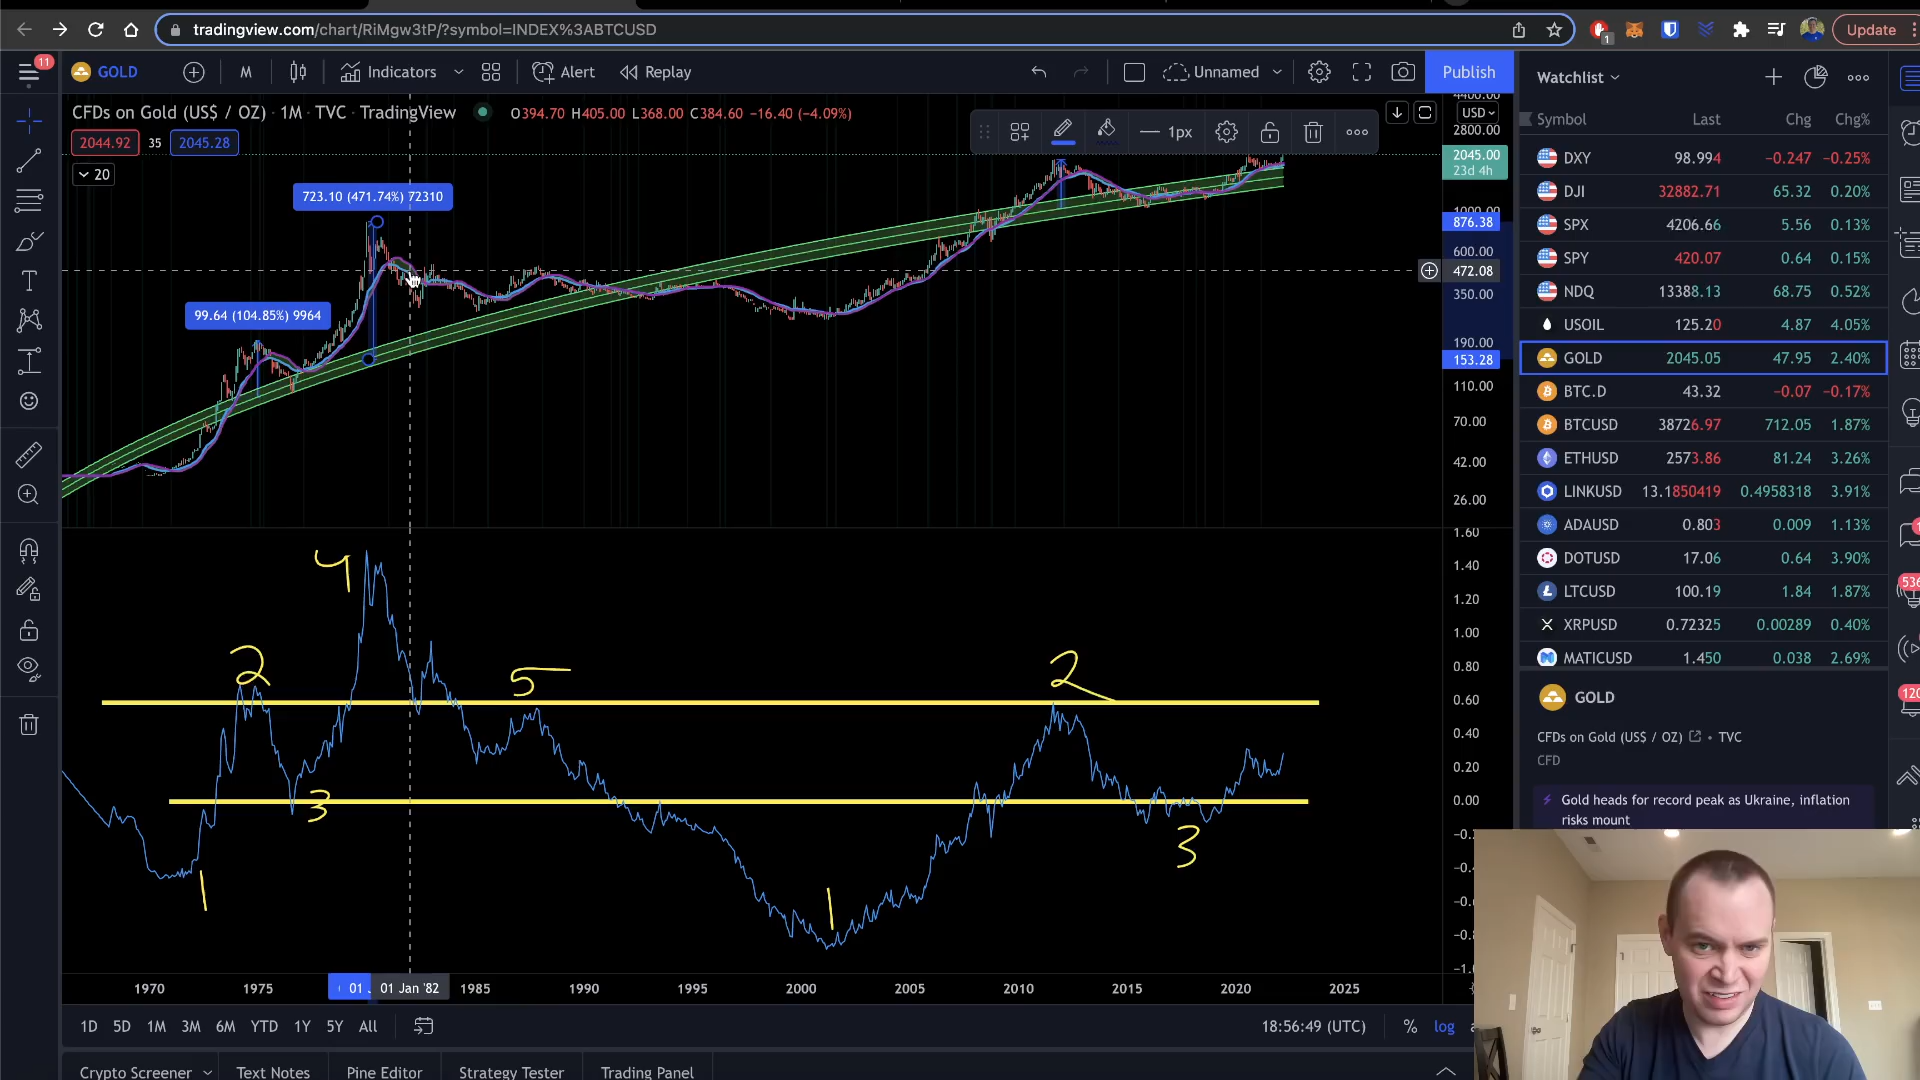 tradingview.com/chart/RiMgw3tP/?symbol=INDEX%3ABTCUSD
1
Update
11
GOLD
M
Indicators
Alert
Replay
Unnamed
Publish
CFDs on Gold (US$ / OZ) · 1M · TVC · TradingView
O394.70 H405.00 L368.00 C384.60 −16.40 (−4.09%)
2044.92 35 2045.28
20
1px
USD
723.10 (471.74%) 72310
99.64 (104.85%) 9964
4400.00
2800.00
2045.00
23d 4h
1000.00
876.38
600.00
472.08
350.00
190.00
153.28
110.00
70.00
42.00
26.00
1.60
1.40
1.20
1.00
0.80
0.60
0.40
0.20
0.00
1
2
3
4
5
1
2
3
1970 1975 01 Jan '82 1985 1990 1995 2000 2005 2010 2015 2020 2025
1D 5D 1M 3M 6M YTD 1Y 5Y All
18:56:49 (UTC) % log
Crypto Screener Text Notes Pine Editor Strategy Tester Trading Panel
Watchlist
Symbol Last Chg Chg%
DXY 98.994 −0.247 −0.25%
DJI 32882.71 65.32 0.20%
SPX 4206.66 5.56 0.13%
SPY 420.07 0.64 0.15%
NDQ 13388.13 68.75 0.52%
USOIL 125.20 4.87 4.05%
GOLD 2045.05 47.95 2.40%
BTC.D 43.32 −0.07 −0.17%
BTCUSD 38726.97 712.05 1.87%
ETHUSD 2573.86 81.24 3.26%
LINKUSD 13.1850419 0.4958318 3.91%
ADAUSD 0.803 0.009 1.13%
DOTUSD 17.06 0.64 3.90%
LTCUSD 100.19 1.84 1.87%
XRPUSD 0.72325 0.00289 0.40%
MATICUSD 1.450 0.038 2.69%
GOLD
CFDs on Gold (US$ / OZ) • TVC
CFD
Gold heads for record peak as Ukraine, inflation
risks mount
536
120